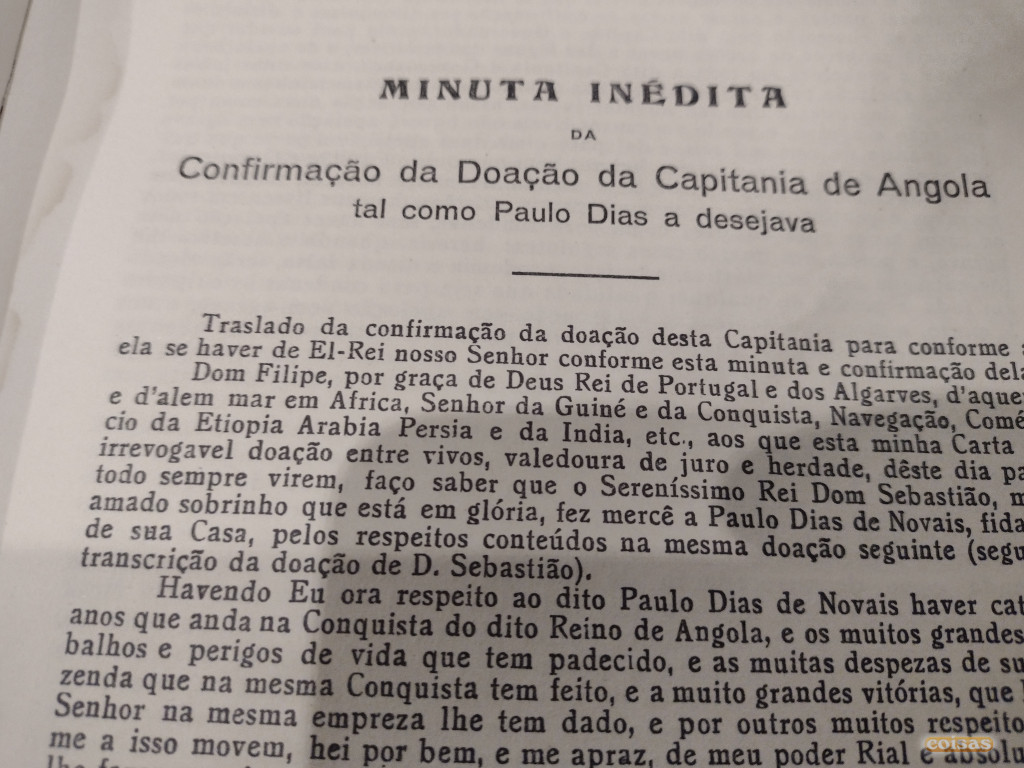 MINUTA INÉDITA
DA
Confirmação da Doação da Capitania de Angola
tal como Paulo Dias a desejava
Traslado da confirmação da doação desta Capitania para conforme
ela se haver de El-Rei nosso Senhor conforme esta minuta e confirmação dela
Dom Filipe, por graça de Deus Rei de Portugal e dos Algarves, d'aque
e d'alem mar em Africa, Senhor da Guiné e da Conquista, Navegação, Comé
cio da Etiopia Arabia Persia e da India, etc., aos que esta minha Carta
irrevogavel doação entre vivos, valedoura de juro e herdade, dêste dia pa
todo sempre virem, faço saber que o Sereníssimo Rei Dom Sebastião, m
amado sobrinho que está em glória, fez mercê a Paulo Dias de Novais, fida
de sua Casa, pelos respeitos conteúdos na mesma doação seguinte (segu
transcrição da doação de D. Sebastião).
Havendo Eu ora respeito ao dito Paulo Dias de Novais haver cat
anos que anda na Conquista do dito Reino de Angola, e os muitos grandes
balhos e perigos de vida que tem padecido, e as muitas despezas de su
zenda que na mesma Conquista tem feito, e a muito grandes vitórias, que
Senhor na mesma empreza lhe tem dado, e por outros muitos respeito
me a isso movem, hei por bem, e me apraz, de meu poder Rial e absolu
coisas